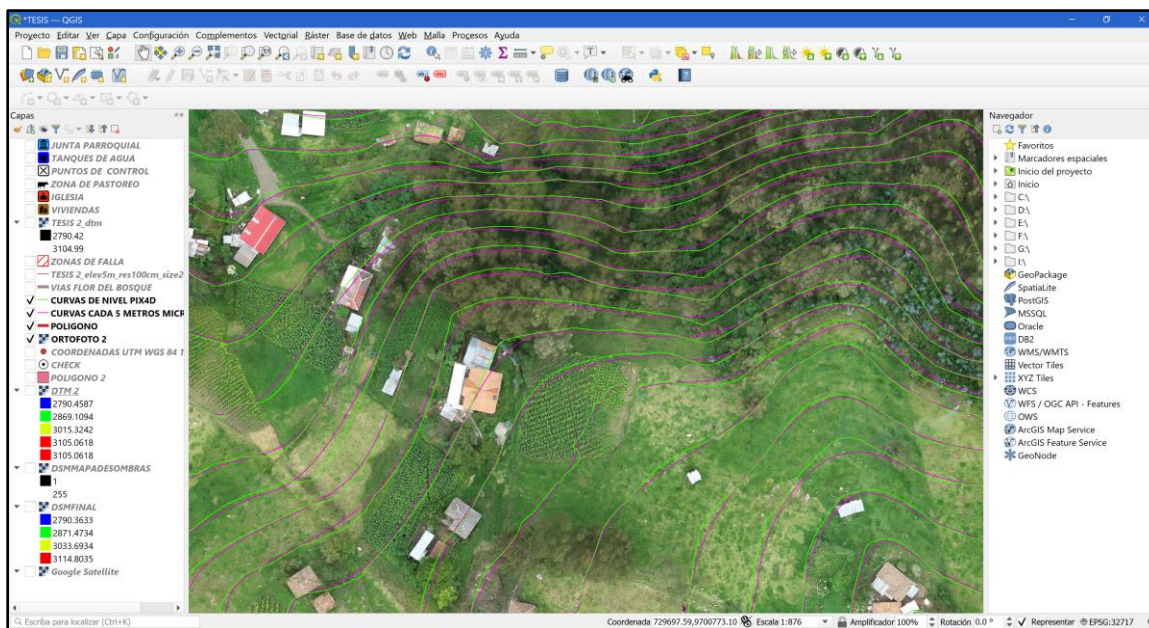 *TESIS — QGIS
Proyecto Editar Ver Capa Configuración Complementos Vectorial Ráster Base de datos Web Malla Procesos Ayuda
Capas
JUNTA PARROQUIAL
TANQUES DE AGUA
PUNTOS DE CONTROL
ZONA DE PASTOREO
IGLESIA
VIVIENDAS
TESIS 2_dtm
2790.42
3104.99
ZONAS DE FALLA
TESIS 2_elev5m_res100cm_size2
VIAS FLOR DEL BOSQUE
CURVAS DE NIVEL PIX4D
CURVAS CADA 5 METROS MICR
POLIGONO
ORTOFOTO 2
COORDENADAS UTM WGS 84 1
CHECK
POLIGONO 2
DTM 2
2790.4587
2869.1094
3015.3242
3105.0618
3105.0618
DSMMAPADESOMBRAS
1
255
DSMFINAL
2790.3633
2871.4734
3033.6934
3114.8035
Google Satellite
Navegador
Favoritos
Marcadores espaciales
Inicio del proyecto
Inicio
C:\
D:\
E:\
F:\
G:\
I:\
GeoPackage
SpatiaLite
PostGIS
MSSQL
Oracle
DB2
WMS/WMTS
Vector Tiles
XYZ Tiles
WCS
WFS / OGC API - Features
OWS
ArcGIS Map Service
ArcGIS Feature Service
GeoNode
Escriba para localizar (Ctrl+K)
Coordenada 729697.59,9700773.10 Escala 1:876 Amplificador 100% Rotación 0.0 ° Representar EPSG:32717